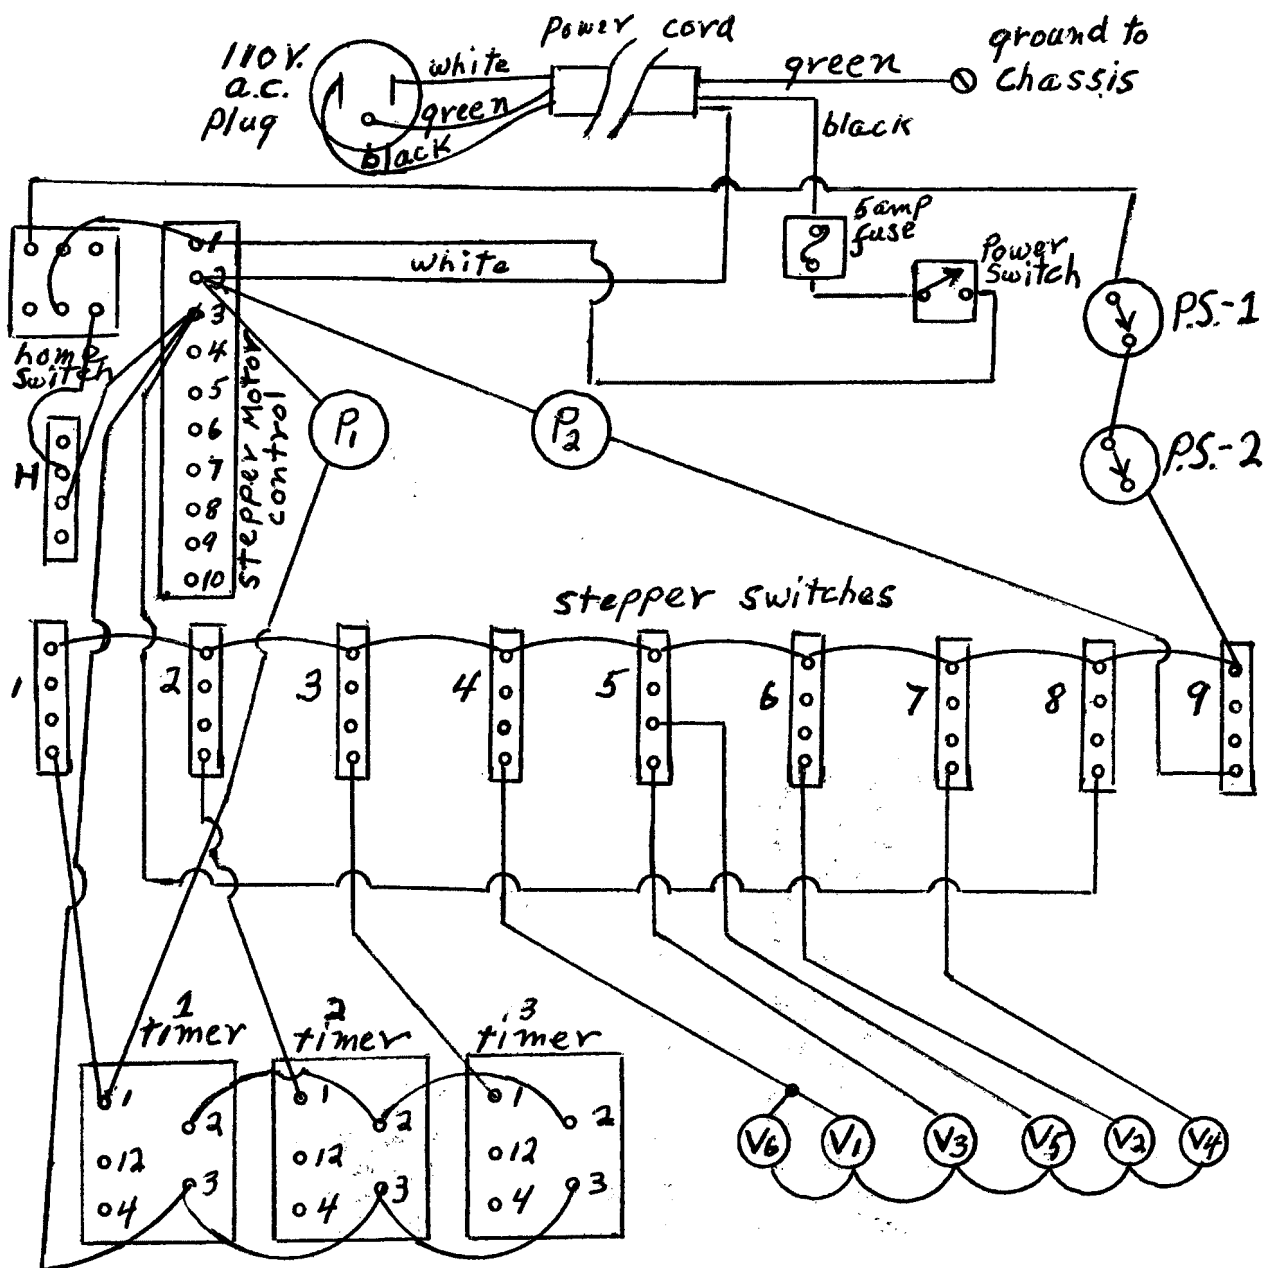 Power cord
110v.
a.c.
plug
white
green
black
green
ground to
chassis
black
5 amp
fuse
Power
switch
white
P.S.-1
P.S.-2
home
switch
H
1
2
3
4
5
6
7
8
9
10
stepper Motor
control
P1
P2
stepper switches
1
2
3
4
5
6
7
8
9
1
timer
2
timer
3
timer
1
2
12
3
4
1
2
12
3
4
1
2
12
3
4
V6
V1
V3
V5
V2
V4